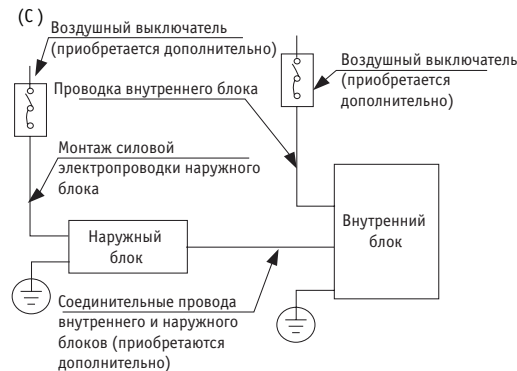 (C)
Воздушный выключатель
(приобретается дополнительно)
Воздушный выключатель
(приобретается
дополнительно)
Проводка внутреннего блока
Монтаж силовой
электропроводки наружного
блока
Наружный
блок
Внутренний
блок
Соединительные провода
внутреннего и наружного
блоков (приобретаются
дополнительно)